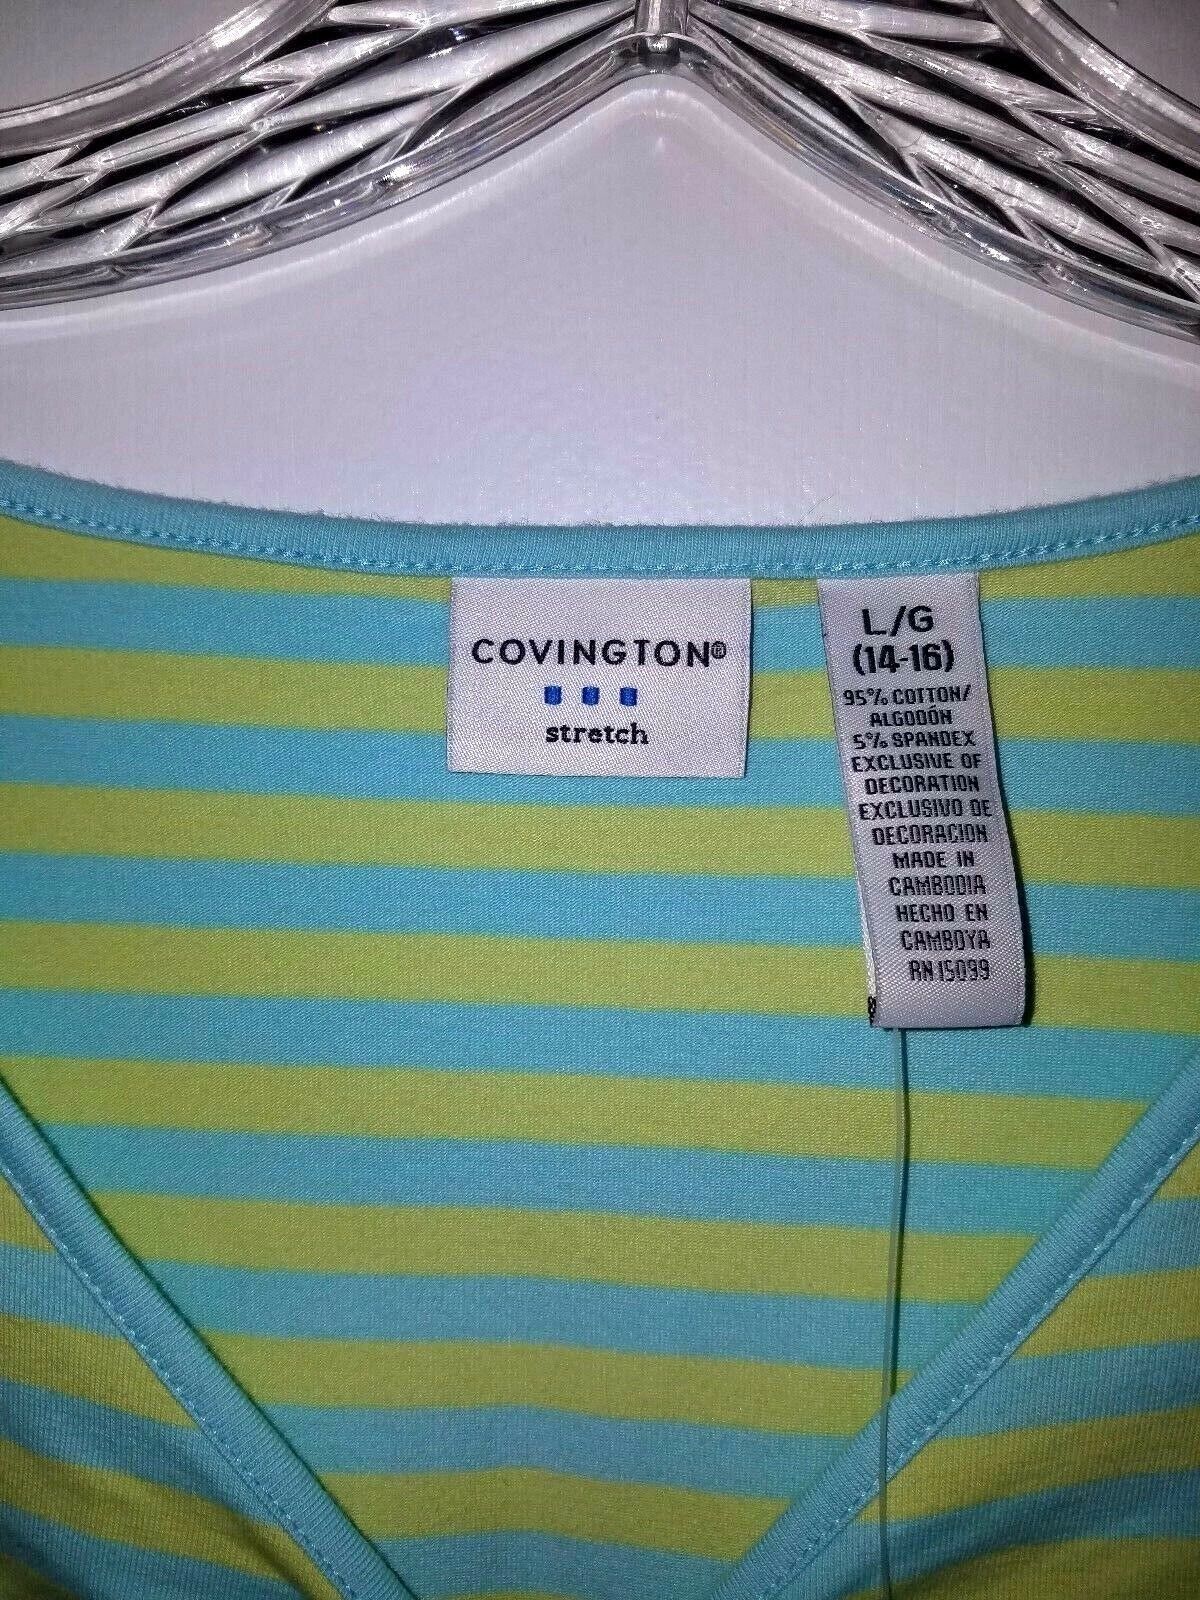 COVINGTON®
stretch
L/G
(14-16)
95% COTTON/
ALGODÓN
5% SPANDEX
EXCLUSIVE OF
DECORATION
EXCLUSIVO DE
DECORACION
MADE IN
CAMBODIA
HECHO EN
CAMBOYA
RN 15099